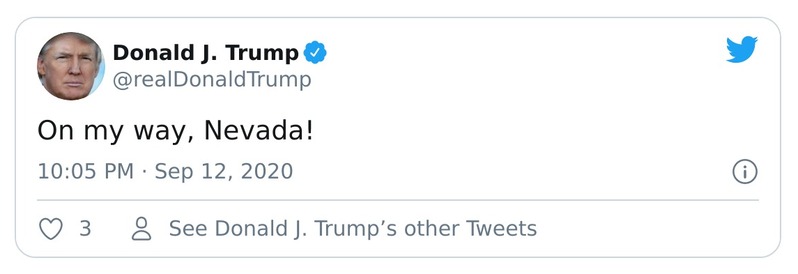 Donald J. Trump
@realDonaldTrump
On my way, Nevada!
10:05 PM · Sep 12, 2020
3
See Donald J. Trump’s other Tweets